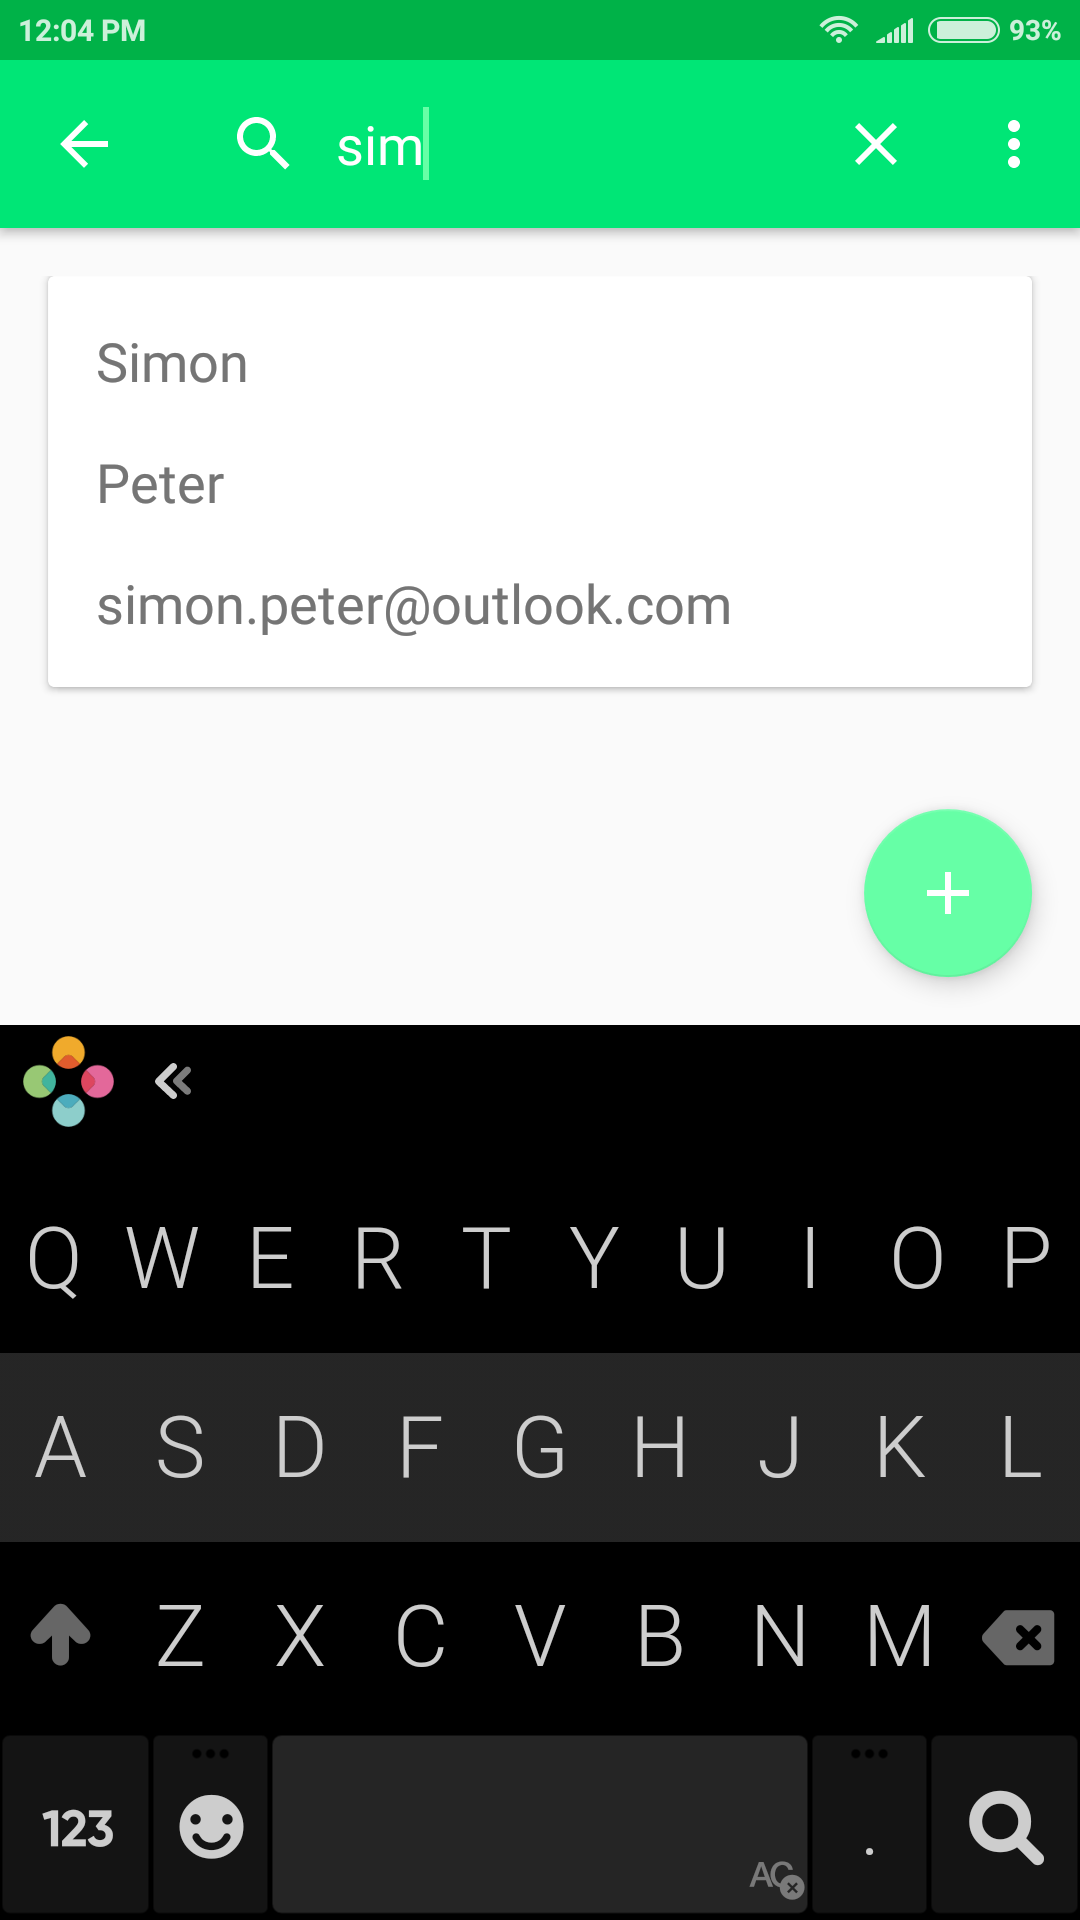 12:04 PM 93%
sim
Simon
Peter
simon.peter@outlook.com
Q W E R T Y U I O P
A S D F G H J K L
Z X C V B N M
123 .
AC